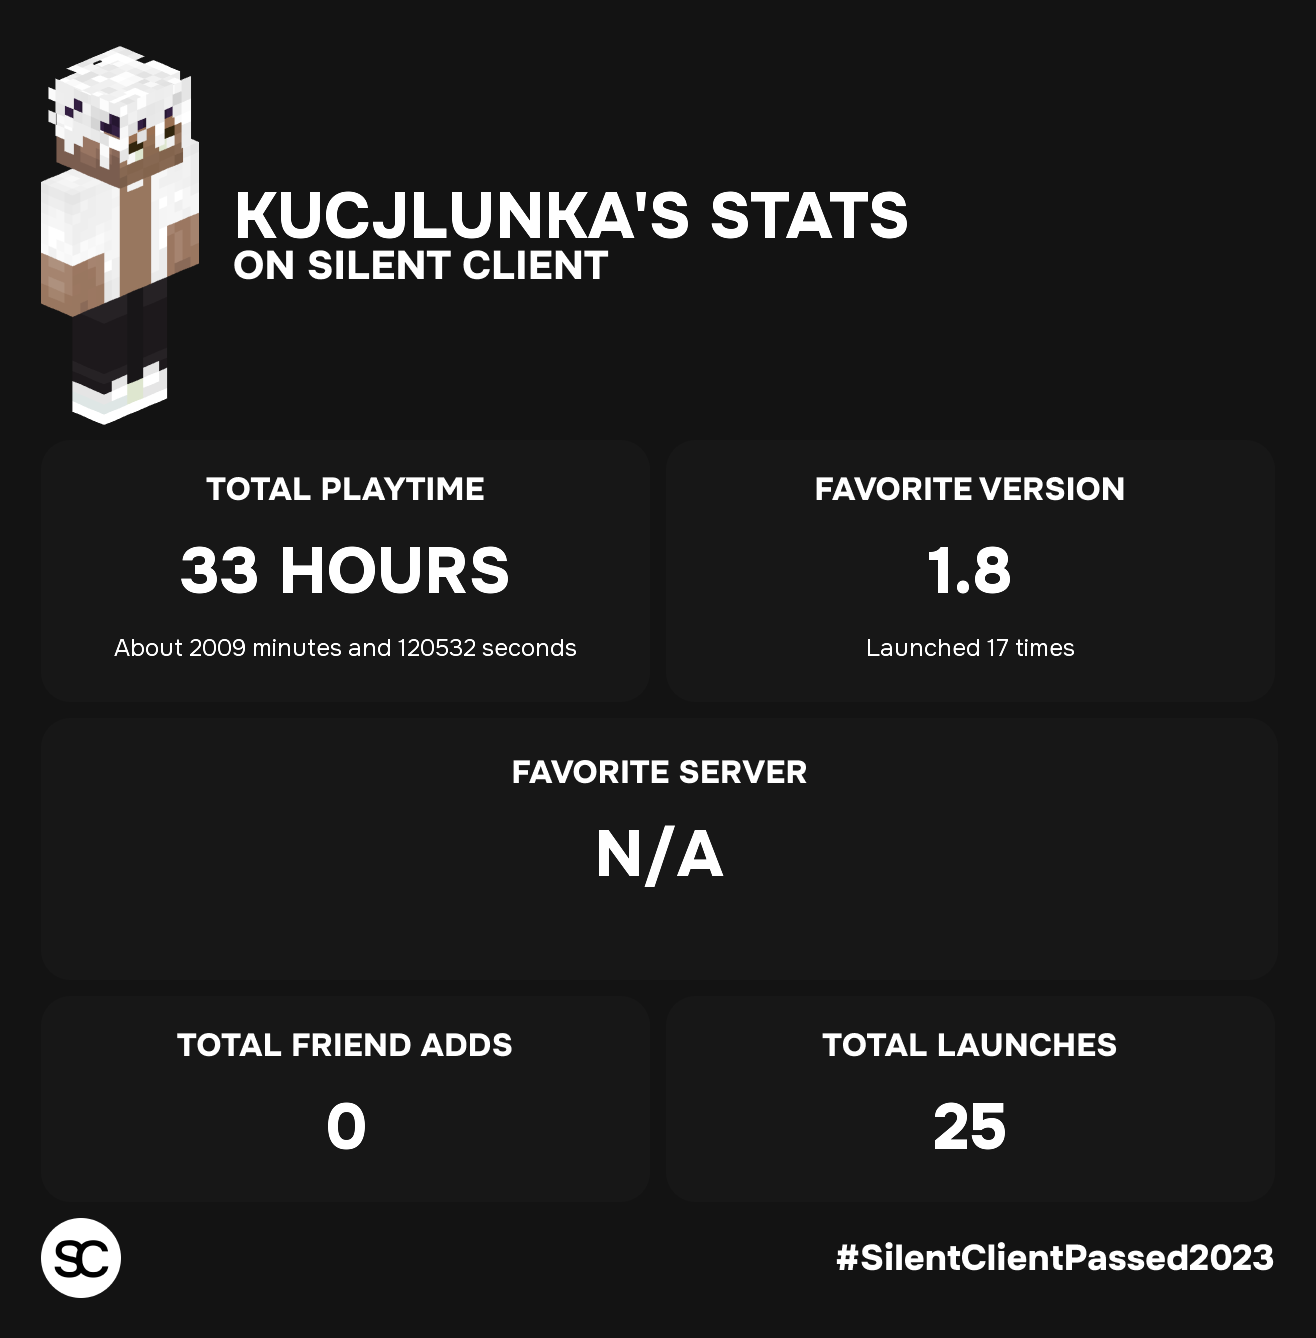 KUCJLUNKA'S STATS
ON SILENT CLIENT
TOTAL PLAYTIME
33 HOURS
About 2009 minutes and 120532 seconds
FAVORITE VERSION
1.8
Launched 17 times
FAVORITE SERVER
N/A
TOTAL FRIEND ADDS
0
TOTAL LAUNCHES
25
SC
#SilentClientPassed2023